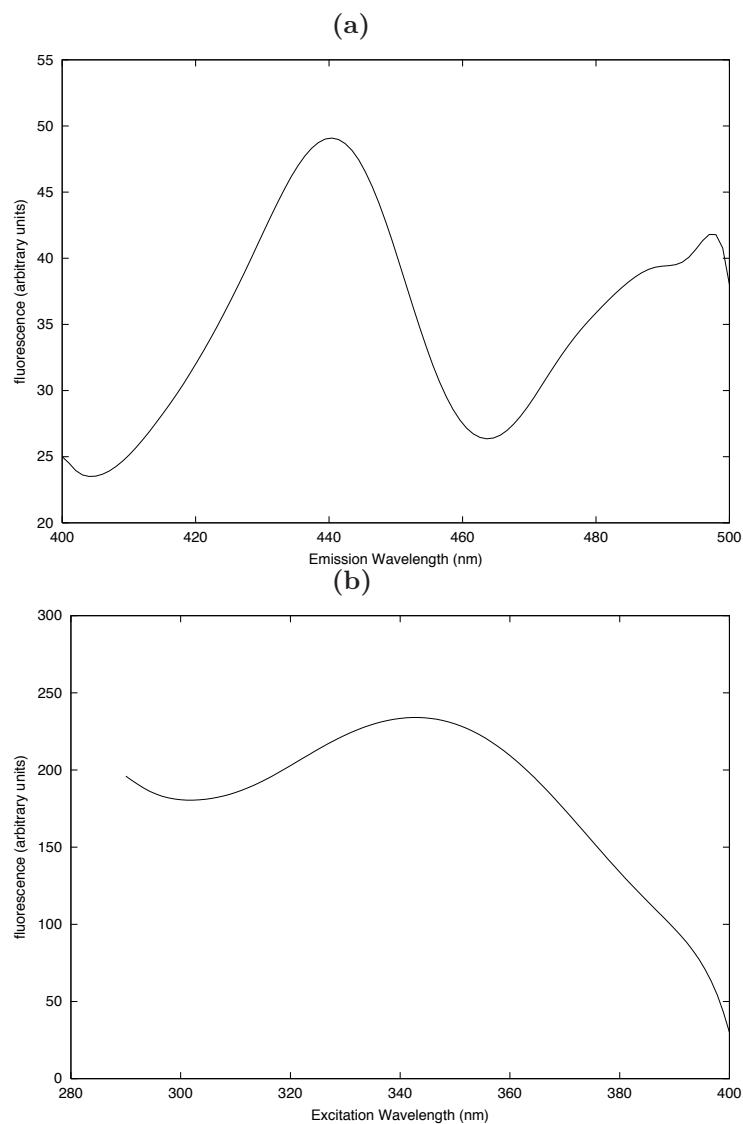 (a)
fluorescence (arbitrary units)
55
50
45
40
35
30
25
20
400 420 440 460 480 500
Emission Wavelength (nm)
(b)
fluorescence (arbitrary units)
300
250
200
150
100
50
0
280 300 320 340 360 380 400
Excitation Wavelength (nm)